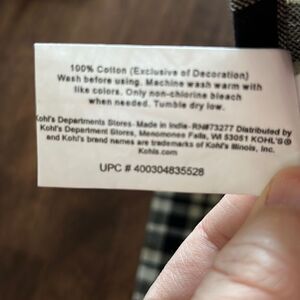 100% Cotton (Exclusive of Decoration)
Wash before using. Machine wash warm with
like colors. Only non-chlorine bleach
when needed. Tumble dry low.
Kohl's Departments Stores- Made in India-RN#73277 Distributed by
Kohl's Department Stores, Menomonee Falls, WI 53051 KOHL'S®
and Kohl's brand names are trademarks of Kohl's Illinois, Inc.
Kohls.com
UPC # 400304835528